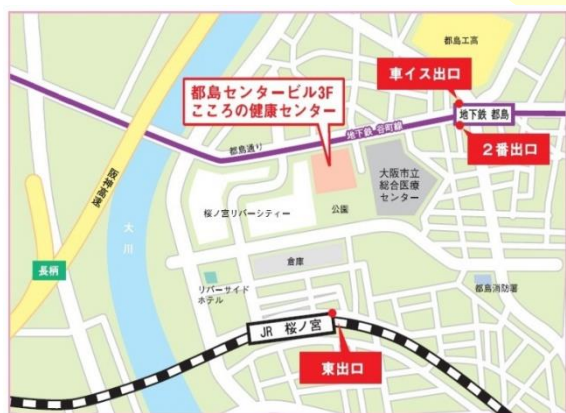 都島工高
車イス出口
都島センタービル3F
こころの健康センター
地下鉄 都島
地下鉄 谷町線
都島通り
２番出口
阪神高速
大阪市立
総合医療
センター
桜ノ宮リバーシティー
公園
大川
倉庫
長柄
リバーサイド
ホテル
都島消防署
JR 桜ノ宮
東出口